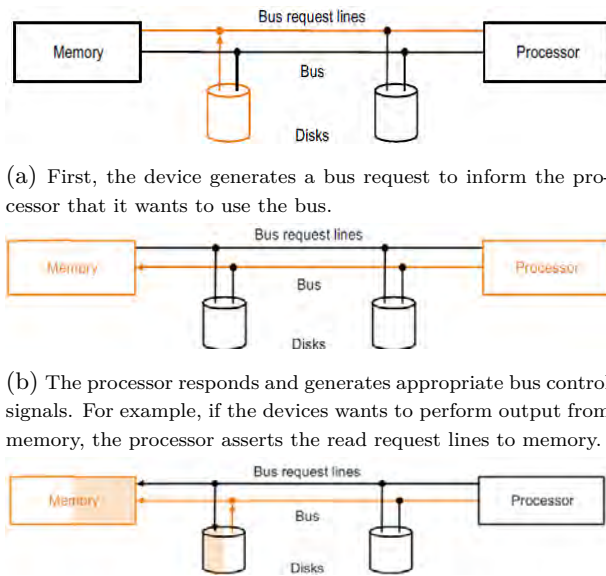 Bus request lines
Memory
Processor
Bus
Disks
(a) First, the device generates a bus request to inform the pro-
cessor that it wants to use the bus.
Bus request lines
Memory
Processor
Bus
Disks
(b) The processor responds and generates appropriate bus control
signals. For example, if the devices wants to perform output from
memory, the processor asserts the read request lines to memory.
Bus request lines
Memory
Processor
Bus
Disks